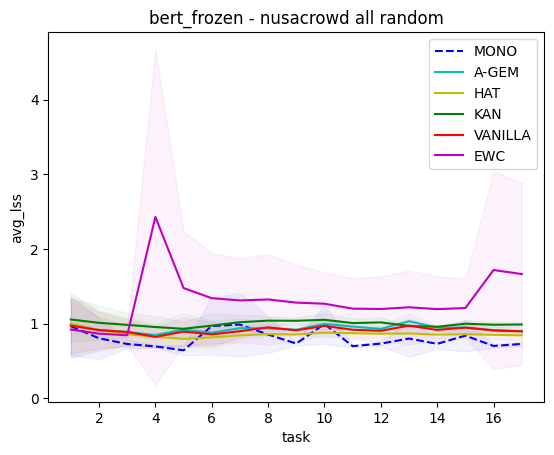 bert_frozen - nusacrowd all random
MONO
A-GEM
HAT
KAN
VANILLA
EWC
avg_lss
4
3
2
1
0
2 4 6 8 10 12 14 16
task